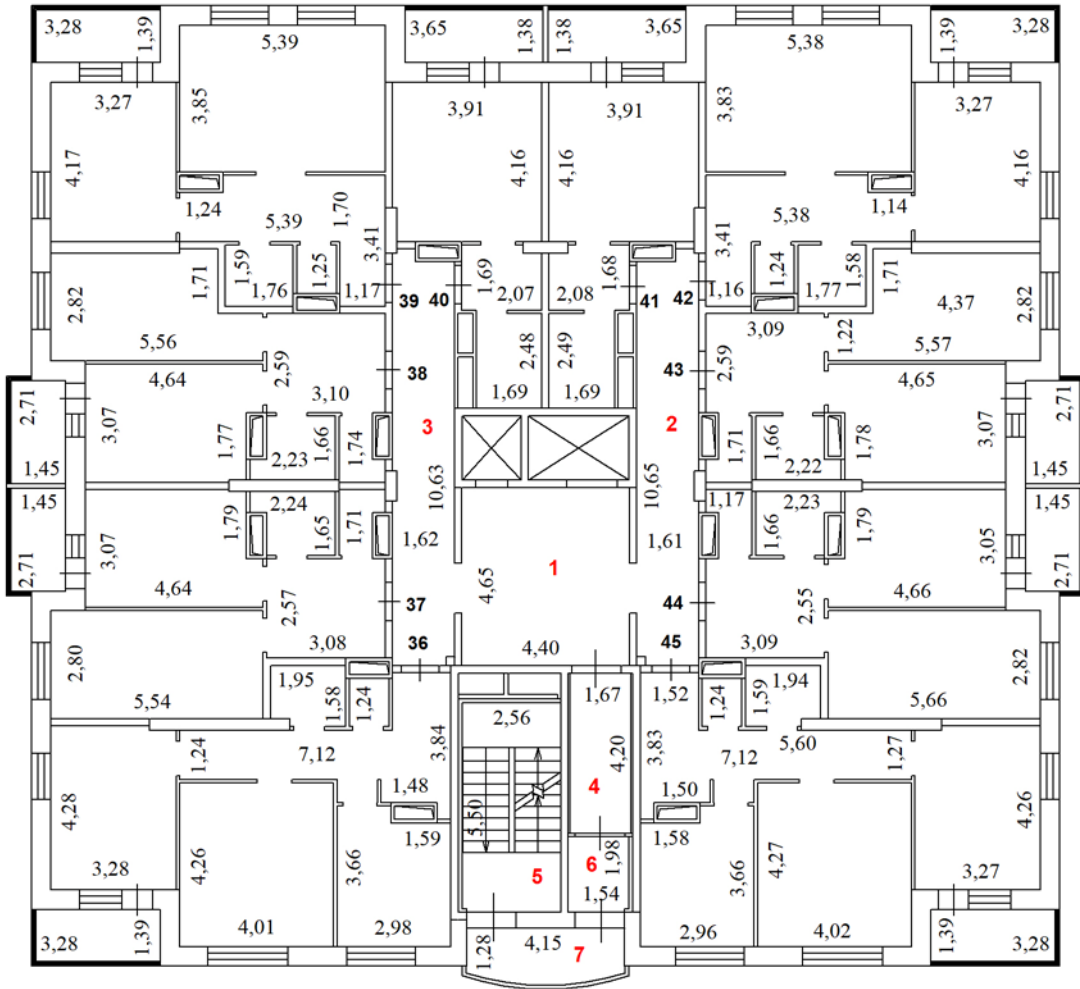 3,28 1,39 5,39 3,65 1,38 1,38 3,65 5,38 1,39 3,28
3,27 3,85 3,91 3,91 3,83 3,27
4,17 4,16 4,16 4,16
1,24 5,39 1,70 3,41 3,41 5,38 1,14
2,82 1,71 1,59 1,76 1,25 1,17 39 40 1,69 2,07 2,08 1,68 41 42 1,16 1,24 1,77 1,58 1,71 4,37 2,82
5,56 2,59 2,48 2,49 3,09 1,22 5,57
4,64 3,10 38 1,69 1,69 43 2,59 4,65
2,71 3,07 1,77 2,23 1,66 1,74 3 2 1,71 1,66 2,22 1,78 3,07 2,71
1,45 10,63 10,65 1,45
1,45 2,24 1,17 2,23 1,45
2,71 3,07 1,79 1,65 1,71 1,62 1 1,61 1,66 1,79 3,05 2,71
4,64 2,57 37 4,65 44 2,55 4,66
2,80 3,08 36 4,40 45 3,09 2,82
5,54 1,95 1,58 1,24 1,67 1,52 1,24 1,59 1,94 5,66
1,24 7,12 3,84 2,56 4,20 3,83 7,12 5,60 1,27
4,28 1,48 5,50 4 1,50 4,26
4,26 3,66 1,59 1,98 1,58 3,66 4,27
3,28 5 6 1,54 3,27
3,28 1,39 4,01 2,98 1,28 4,15 7 2,96 4,02 1,39 3,28